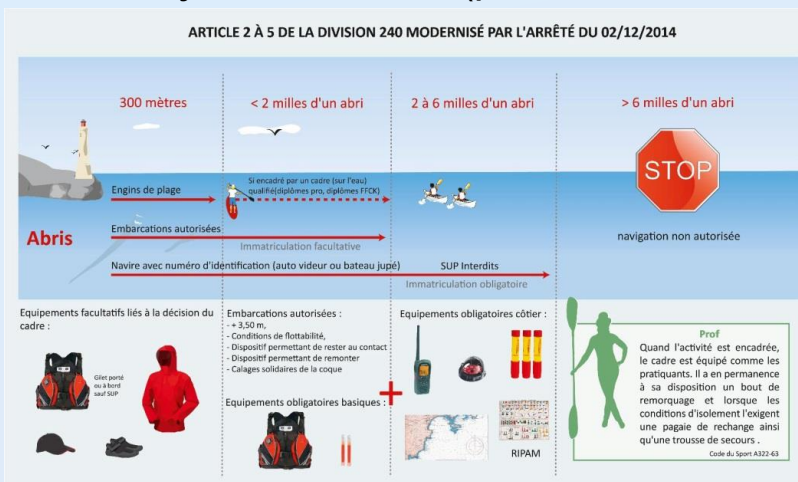 ARTICLE 2 À 5 DE LA DIVISION 240 MODERNISÉ PAR L'ARRÊTÉ DU 02/12/2014
300 mètres
< 2 milles d'un abri
2 à 6 milles d'un abri
> 6 milles d'un abri
STOP
Si encadré par un cadre (sur l'eau)
qualifié(diplômes pro, diplômes FFCK)
Engins de plage
Embarcations autorisées
Abris
Immatriculation facultative
navigation non autorisée
Navire avec numéro d'identification (auto videur ou bateau jupé)
SUP Interdits
Immatriculation obligatoire
Equipements facultatifs liés à la décision du
cadre :
Gilet porté
ou à bord
sauf SUP
Embarcations autorisées :
- + 3,50 m,
- Conditions de flottabilité,
- Dispositif permettant de rester au contact
- Dispositif permettant de remonter
- Calages solidaires de la coque
Equipements obligatoires basiques :
+
Equipements obligatoires côtier :
RIPAM
Prof
Quand l'activité est encadrée,
le cadre est équipé comme les
pratiquants. Il a en permanence
à sa disposition un bout de
remorquage et lorsque les
conditions d'isolement l'exigent
une pagaie de rechange ainsi
qu'une trousse de secours .
Code du Sport A322-63